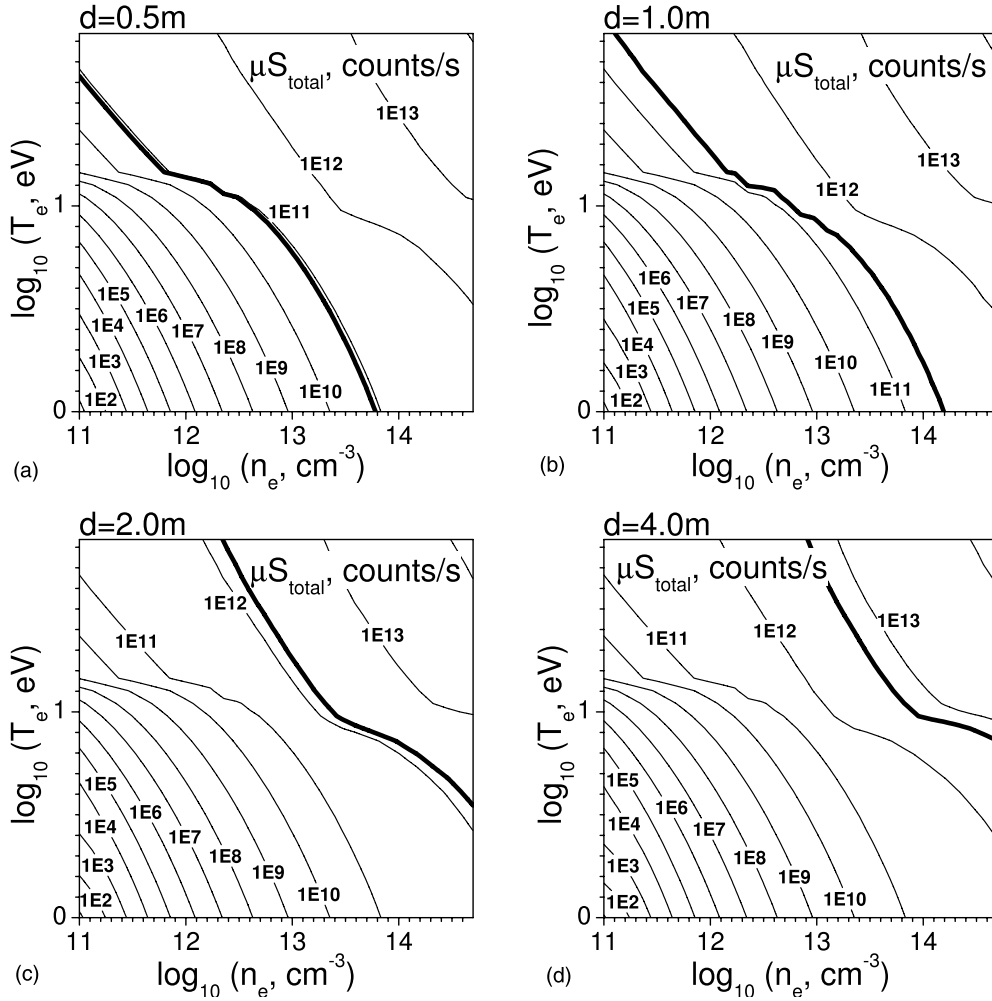 d=0.5m
μS_total, counts/s
1E13
1E12
1E11
1E5
1E4
1E6
1E7
1E3
1E8
1E9
1E2
1E10
log10 (Te, eV)
1
0
11 12 13 14
log10 (ne, cm-3)
(a)
d=1.0m
μS_total, counts/s
1E13
1E12
1E6
1E5
1E7
1E8
1E4
1E9
1E3
1E10
1E2
1E11
log10 (Te, eV)
1
0
11 12 13 14
log10 (ne, cm-3)
(b)
d=2.0m
μS_total, counts/s
1E12
1E11
1E13
1E5
1E6
1E4
1E7
1E8
1E3
1E9
1E2
1E10
log10 (Te, eV)
1
0
11 12 13 14
log10 (ne, cm-3)
(c)
d=4.0m
μS_total, counts/s
1E13
1E12
1E11
1E5
1E6
1E4
1E7
1E8
1E3
1E9
1E2
1E10
log10 (Te, eV)
1
0
11 12 13 14
log10 (ne, cm-3)
(d)